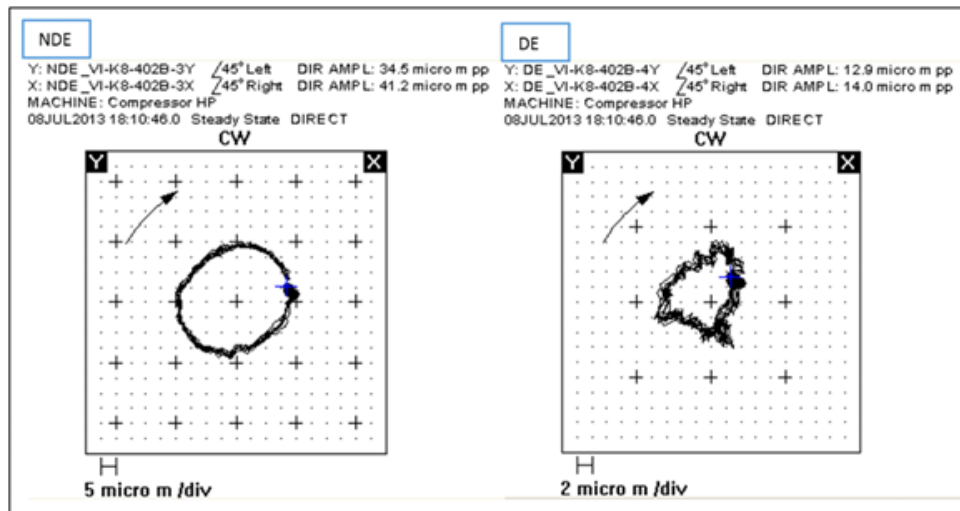 NDE
Y: NDE_VI-K8-402B-3Y ∠45° Left DIR AMPL: 34.5 micro m pp
X: NDE_VI-K8-402B-3X ∠45° Right DIR AMPL: 41.2 micro m pp
MACHINE: Compressor HP
08JUL2013 18:10:46.0 Steady State DIRECT
CW
Y X
5 micro m /div
DE
Y: DE_VI-K8-402B-4Y ∠45° Left DIR AMPL: 12.9 micro m pp
X: DE_VI-K8-402B-4X ∠45° Right DIR AMPL: 14.0 micro m pp
MACHINE: Compressor HP
08JUL2013 18:10:46.0 Steady State DIRECT
CW
Y X
2 micro m /div